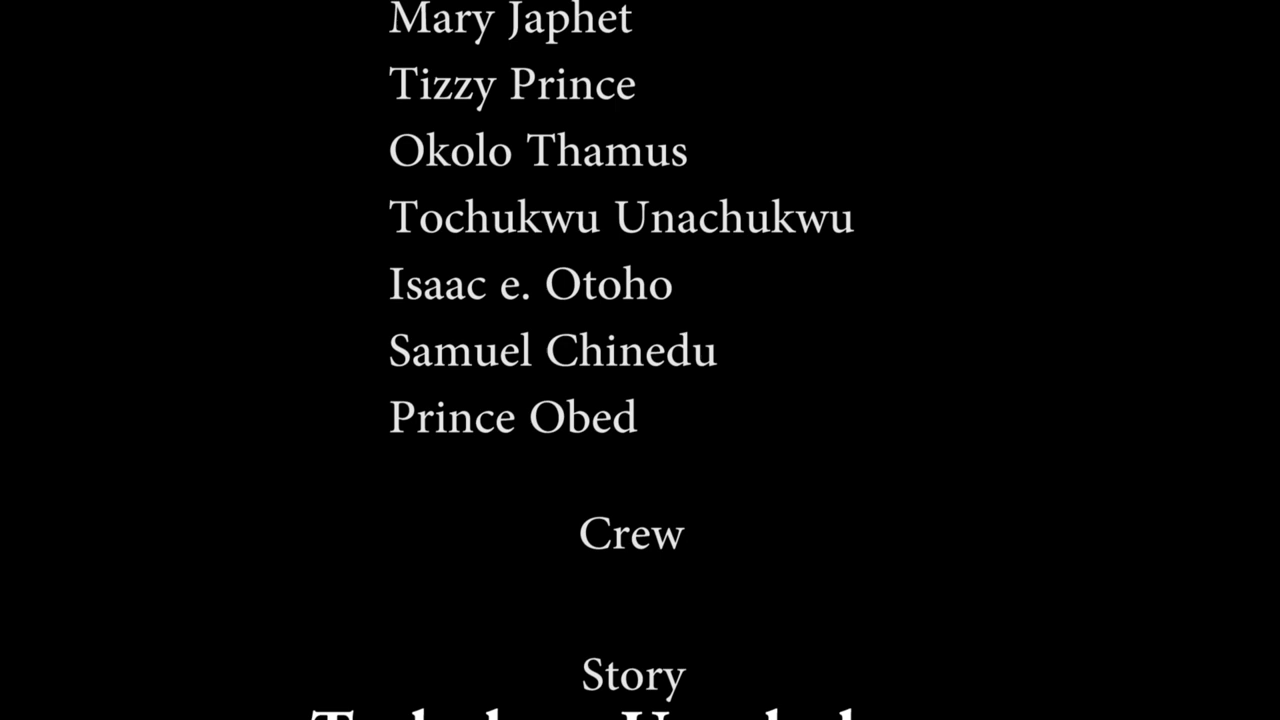 Mary Japhet
Tizzy Prince
Okolo Thamus
Tochukwu Unachukwu
Isaac e. Otoho
Samuel Chinedu
Prince Obed
Crew
Story